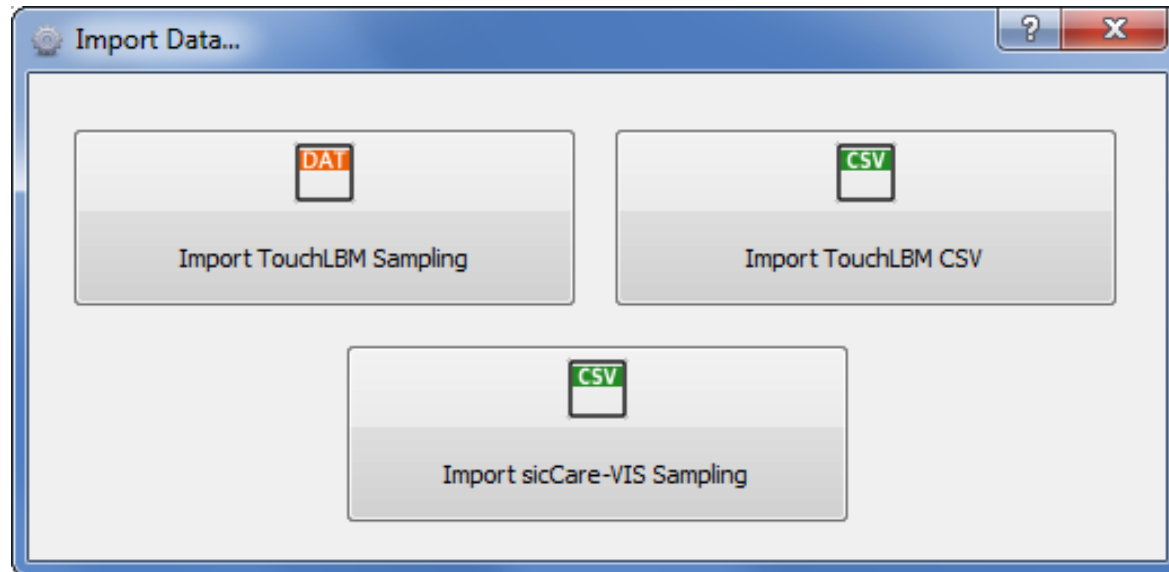 Import Data...
?
X
DAT
Import TouchLBM Sampling
CSV
Import TouchLBM CSV
CSV
Import sicCare-VIS Sampling